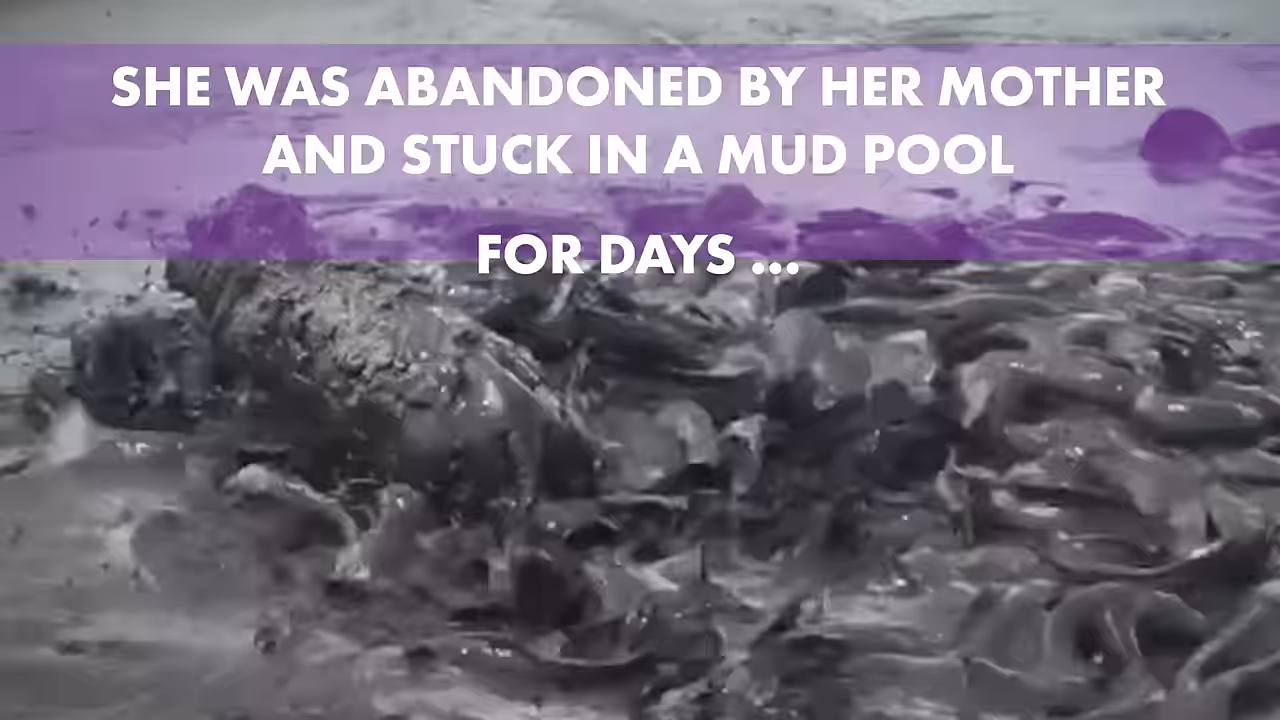 SHE WAS ABANDONED BY HER MOTHER
AND STUCK IN A MUD POOL
FOR DAYS ...